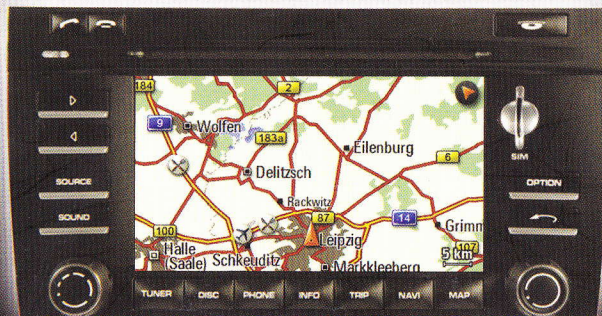 184
2
9
Wolfen
183a
Eilenburg
6
SIM
Delitzsch
SOURCE
OPTION
Rackwitz
SOUND
87
14
100
Leipzig
Grimm
107
Halle
(Saale)
Schkeuditz
5 km
Markkleeberg
TUNER DISC PHONE INFO TRIP NAVI MAP